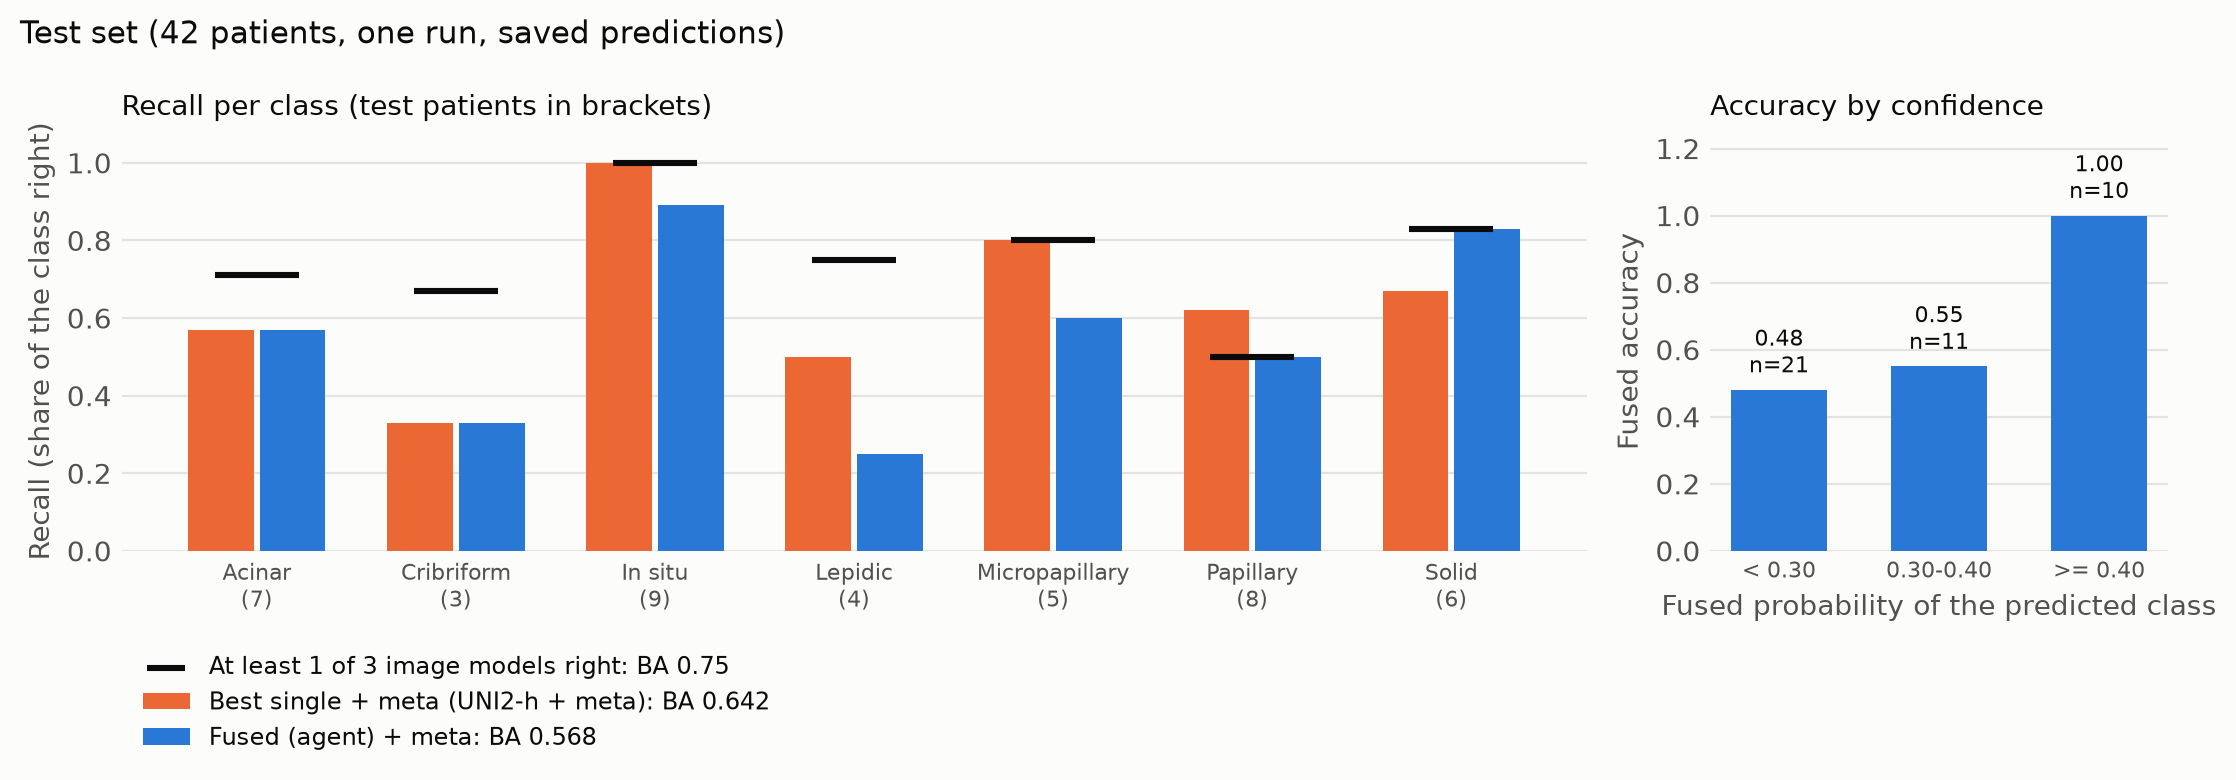 Test set (42 patients, one run, saved predictions)
Recall per class (test patients in brackets)
Recall (share of the class right)
1.0
0.8
0.6
0.4
0.2
0.0
Acinar
(7)
Cribriform
(3)
In situ
(9)
Lepidic
(4)
Micropapillary
(5)
Papillary
(8)
Solid
(6)
At least 1 of 3 image models right: BA 0.75
Best single + meta (UNI2-h + meta): BA 0.642
Fused (agent) + meta: BA 0.568
Accuracy by confidence
Fused accuracy
1.2
1.0
0.8
0.6
0.4
0.2
0.0
0.48
n=21
0.55
n=11
1.00
n=10
< 0.30
0.30-0.40
>= 0.40
Fused probability of the predicted class